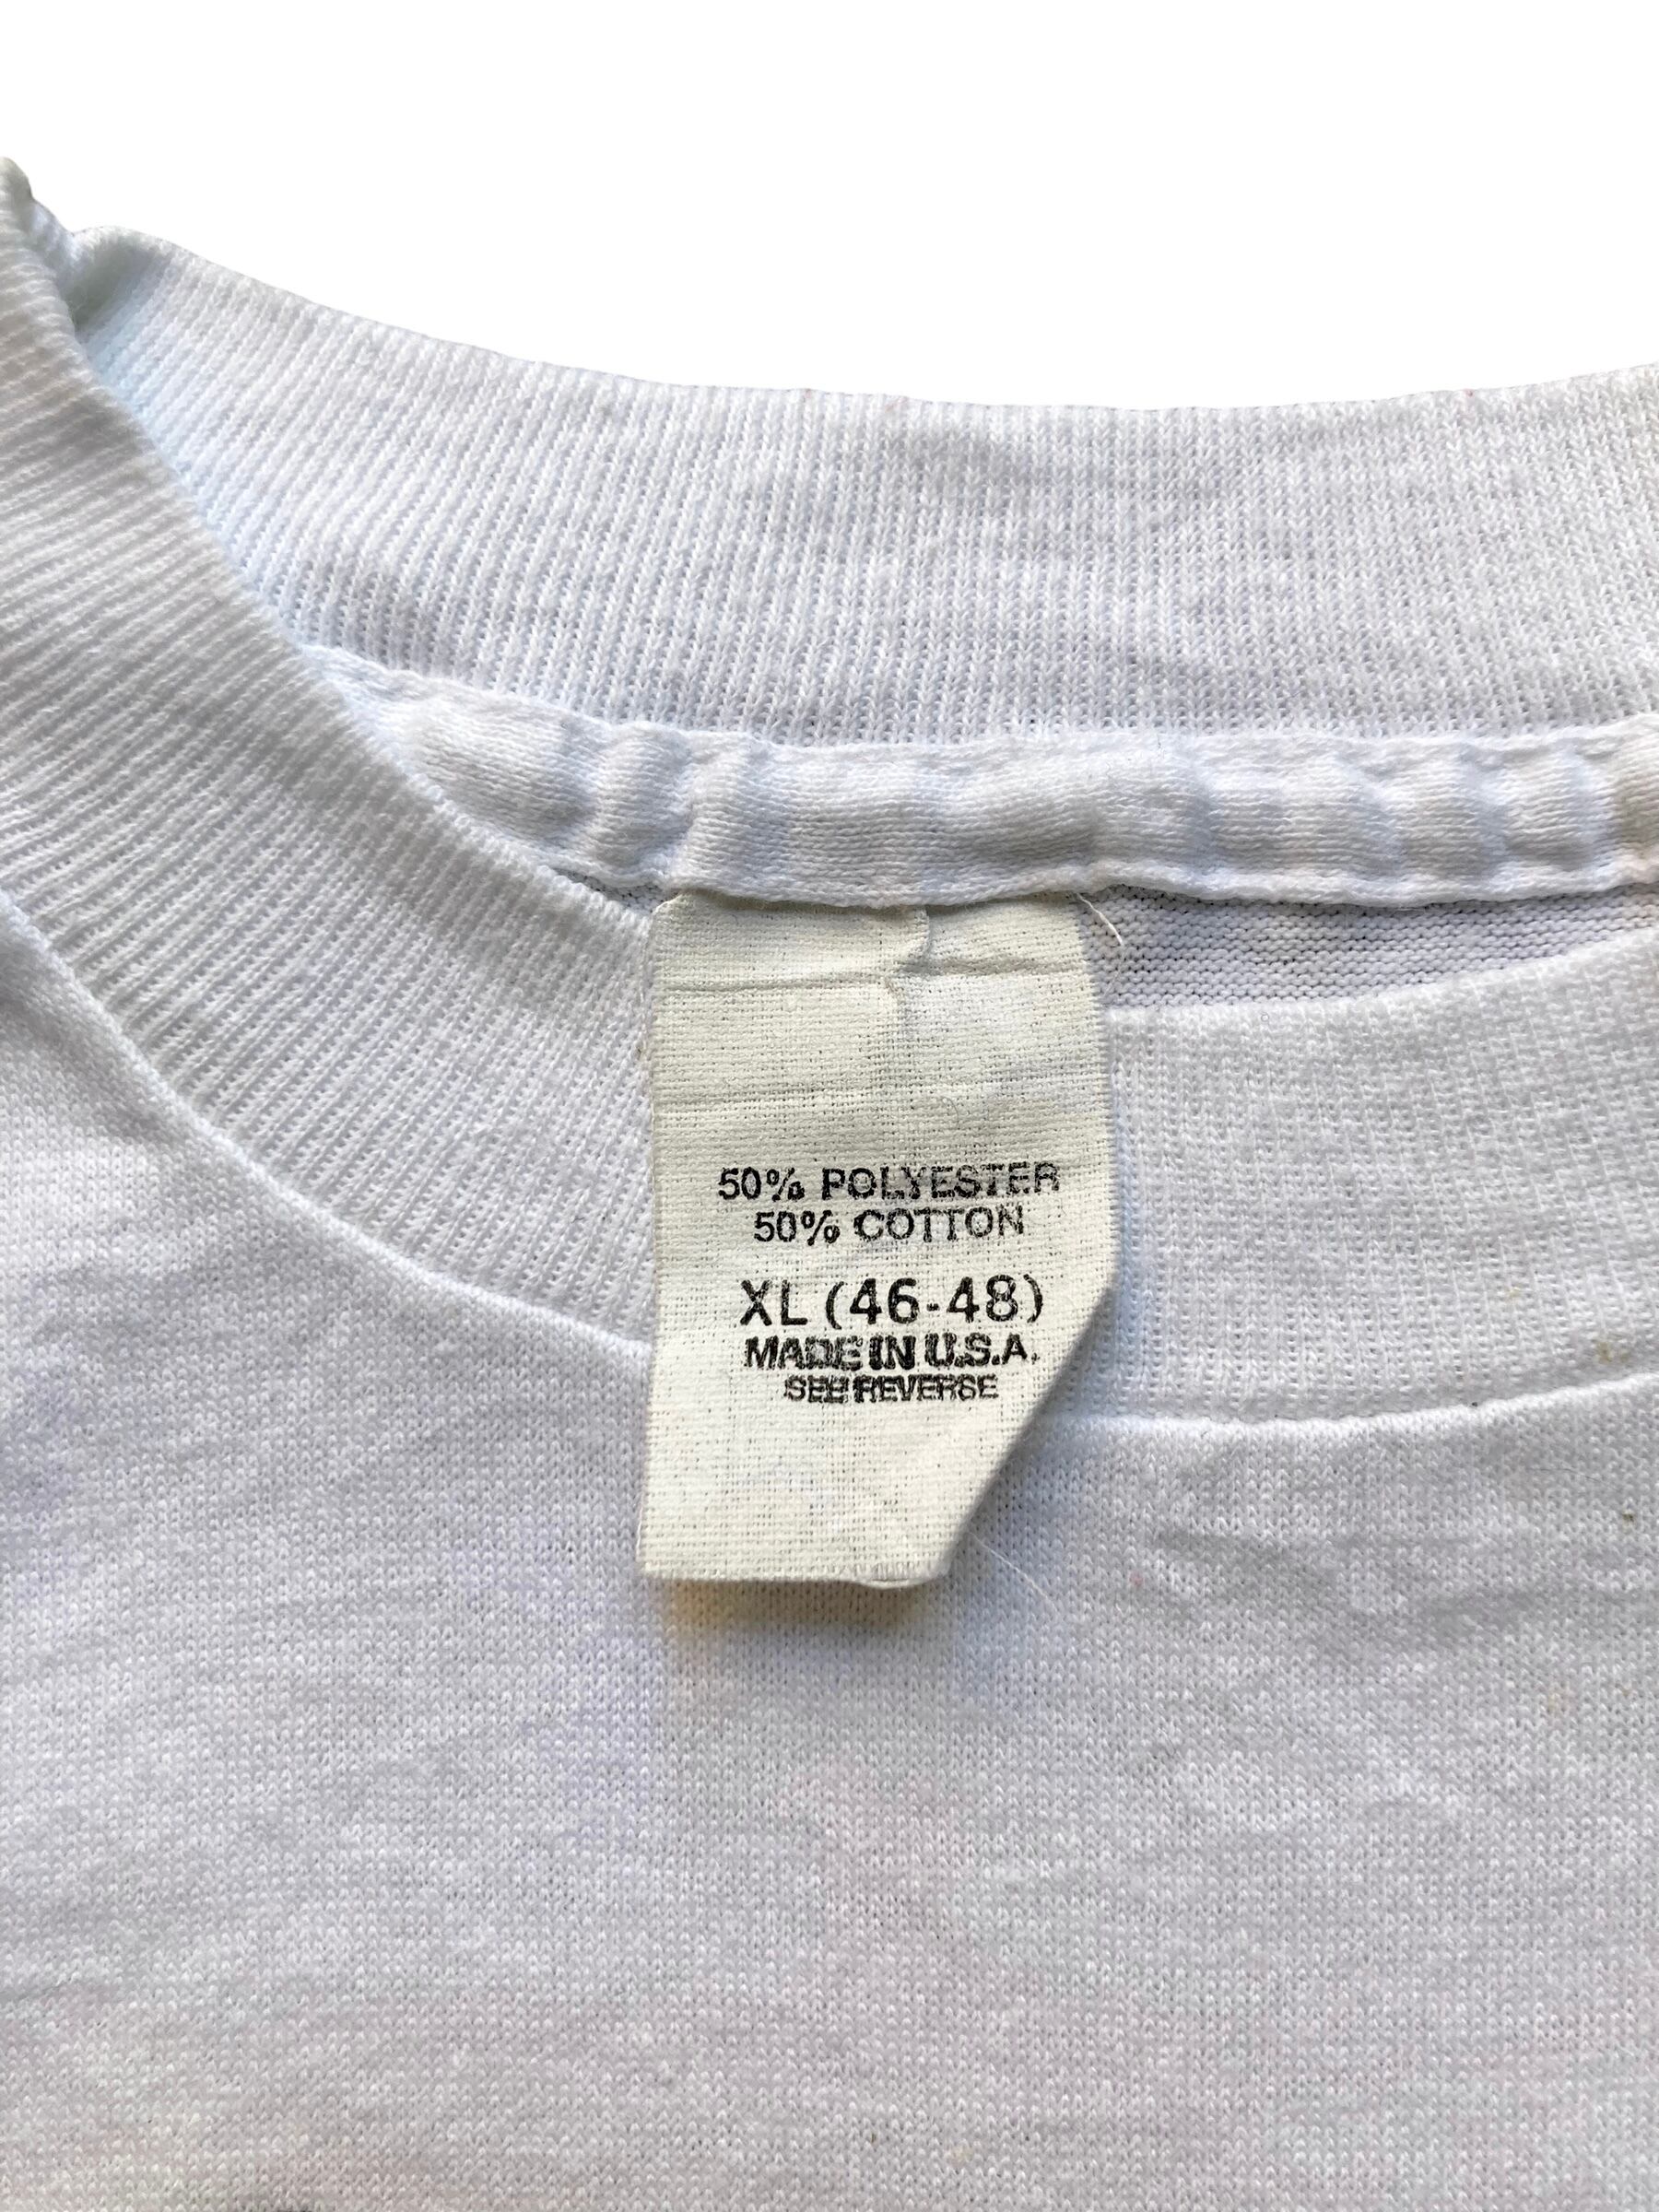 50% POLYESTER
50% COTTON
XL (46-48)
MADE IN U.S.A.
SEE REVERSE